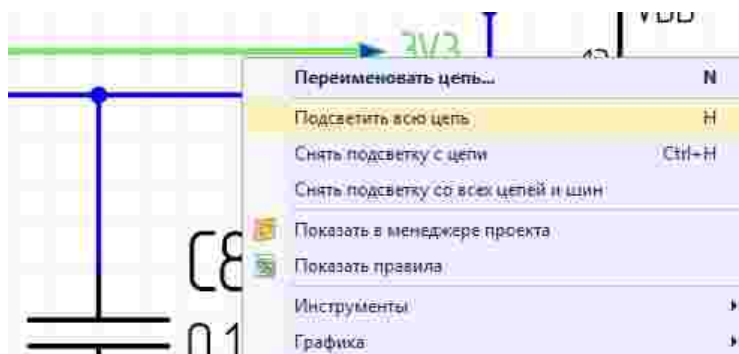 3V3
Переименовать цепь... N
Подсветить всю цепь H
Снять подсветку с цепи Ctrl+H
Снять подсветку со всех цепей и шин
Показать в менеджере проекта
Показать правила
Инструменты
Графика